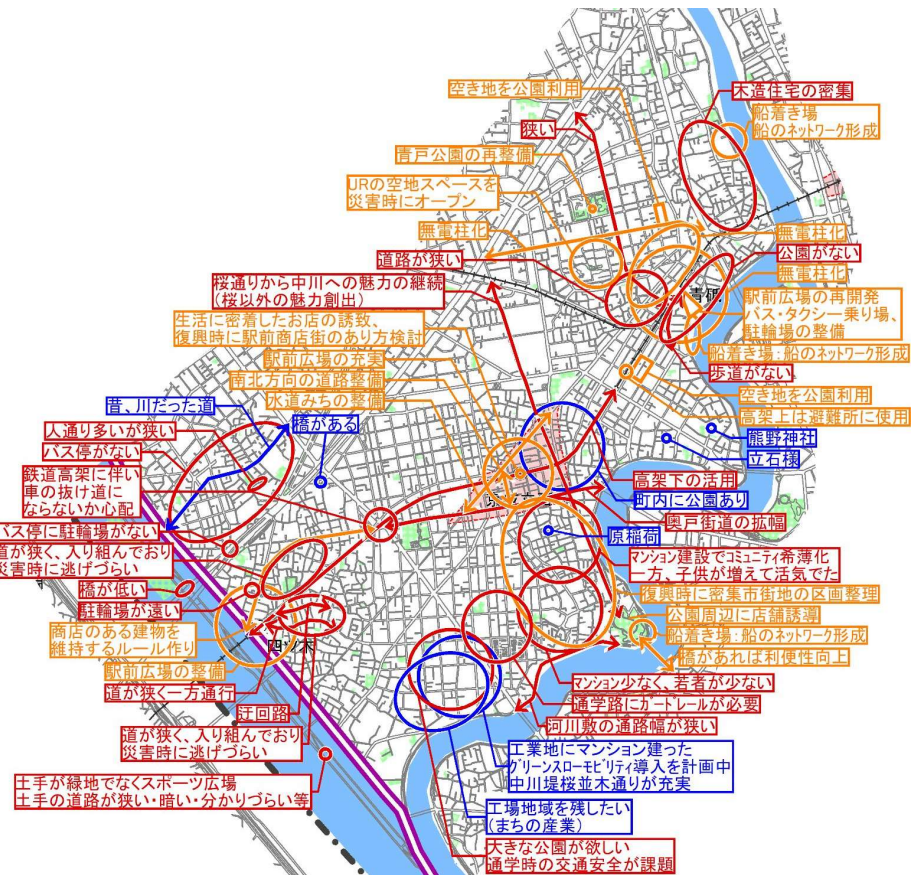 空き地を公園利用
木造住宅の密集
船着き場
船のネットワーク形成
狭い
青戸公園の再整備
URの空地スペースを
災害時にオープン
無電柱化
無電柱化
道路が狭い
公園がない
桜通りから中川への魅力の継続
(桜以外の魅力創出)
無電柱化
青砥
駅前広場の再開発
バス・タクシー乗り場、
駐輪場の整備
生活に密着したお店の誘致、
復興時に駅前商店街のあり方検討
船着き場:船のネットワーク形成
駅前広場の充実
歩道がない
南北方向の道路整備
空き地を公園利用
水道みちの整備
高架上は避難所に使用
昔、川だった道
橋がある
熊野神社
人通り多いが狭い
立石様
バス停がない
高架下の活用
鉄道高架に伴い
車の抜け道に
ならないか心配
町内に公園あり
奥戸街道の拡幅
バス停に駐輪場がない
原稲荷
道が狭く、入り組んでおり
災害時に逃げづらい
マンション建設でコミュニティ希薄化
一方、子供が増えて活気でた
橋が低い
復興時に密集市街地の区画整理
駐輪場が遠い
公園周辺に店舗誘導
商店のある建物を
維持するルール作り
船着き場:船のネットワーク形成
四ツ木
橋があれば利便性向上
駅前広場の整備
マンション少なく、若者が少ない
道が狭く一方通行
通学路にガードレールが必要
迂回路
河川敷の通路幅が狭い
道が狭く、入り組んでおり
災害時に逃げづらい
工業地にマンション建った
グリーンスローモビリティ導入を計画中
中川堤桜並木通りが充実
土手が緑地でなくスポーツ広場
土手の道路が狭い・暗い・分かりづらい等
工場地域を残したい
(まちの産業)
大きな公園が欲しい
通学時の交通安全が課題